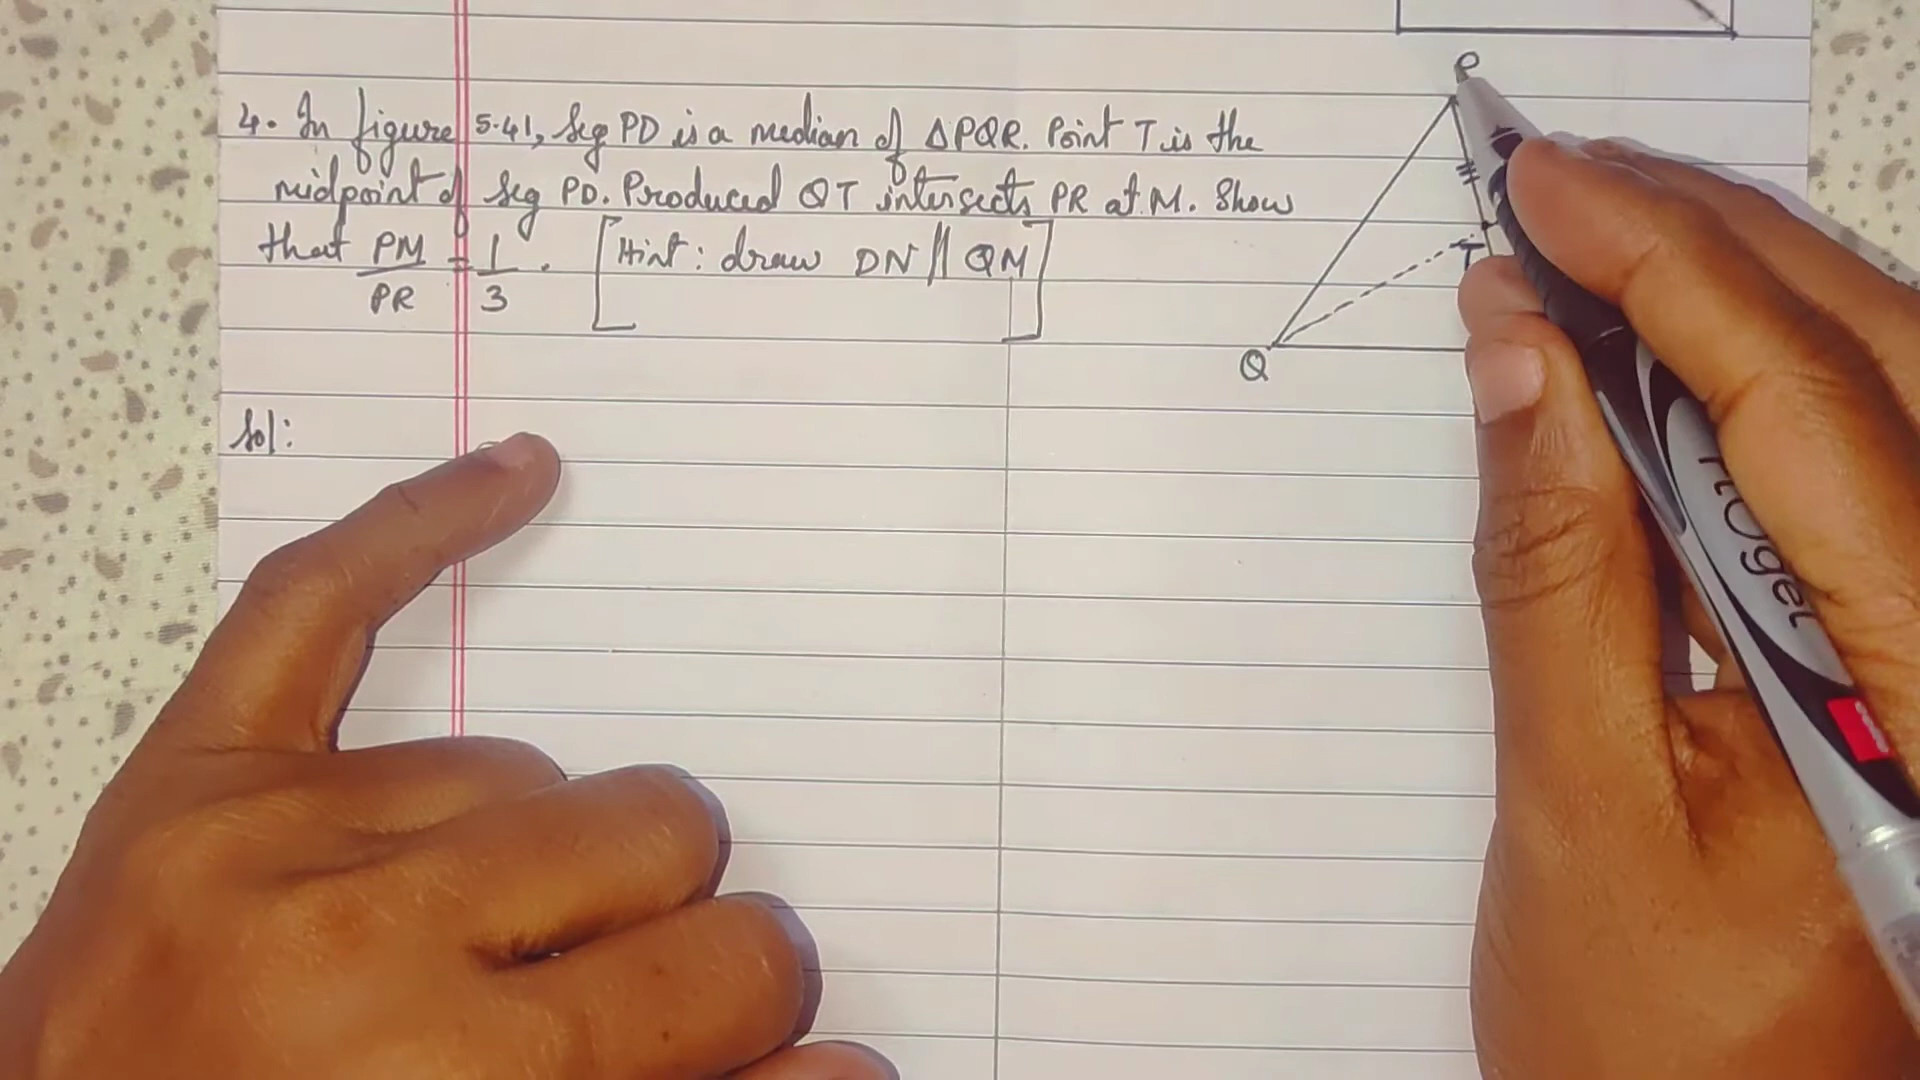 4. In figure 5.41, Seg PD is a median of ΔPQR. Point T is the
midpoint of seg PD. Produced QT intersects PR at M. Show
that PM/PR = 1/3. [Hint: draw DN || QM]
Sol:
P
T
Q